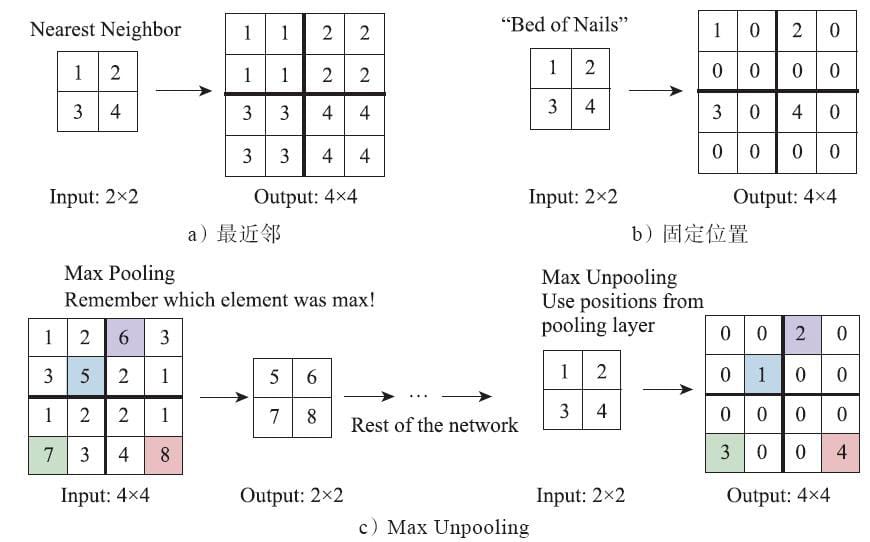 Nearest Neighbor
1 2
3 4
1 1 2 2
1 1 2 2
3 3 4 4
3 3 4 4
Input: 2×2
Output: 4×4
a）最近邻
“Bed of Nails”
1 2
3 4
1 0 2 0
0 0 0 0
3 0 4 0
0 0 0 0
Input: 2×2
Output: 4×4
b）固定位置
Max Pooling
Remember which element was max!
1 2 6 3
3 5 2 1
1 2 2 1
7 3 4 8
Input: 4×4
5 6
7 8
Output: 2×2
…
Rest of the network
Max Unpooling
Use positions from
pooling layer
1 2
3 4
Input: 2×2
0 0 2 0
0 1 0 0
0 0 0 0
3 0 0 4
Output: 4×4
c）Max Unpooling